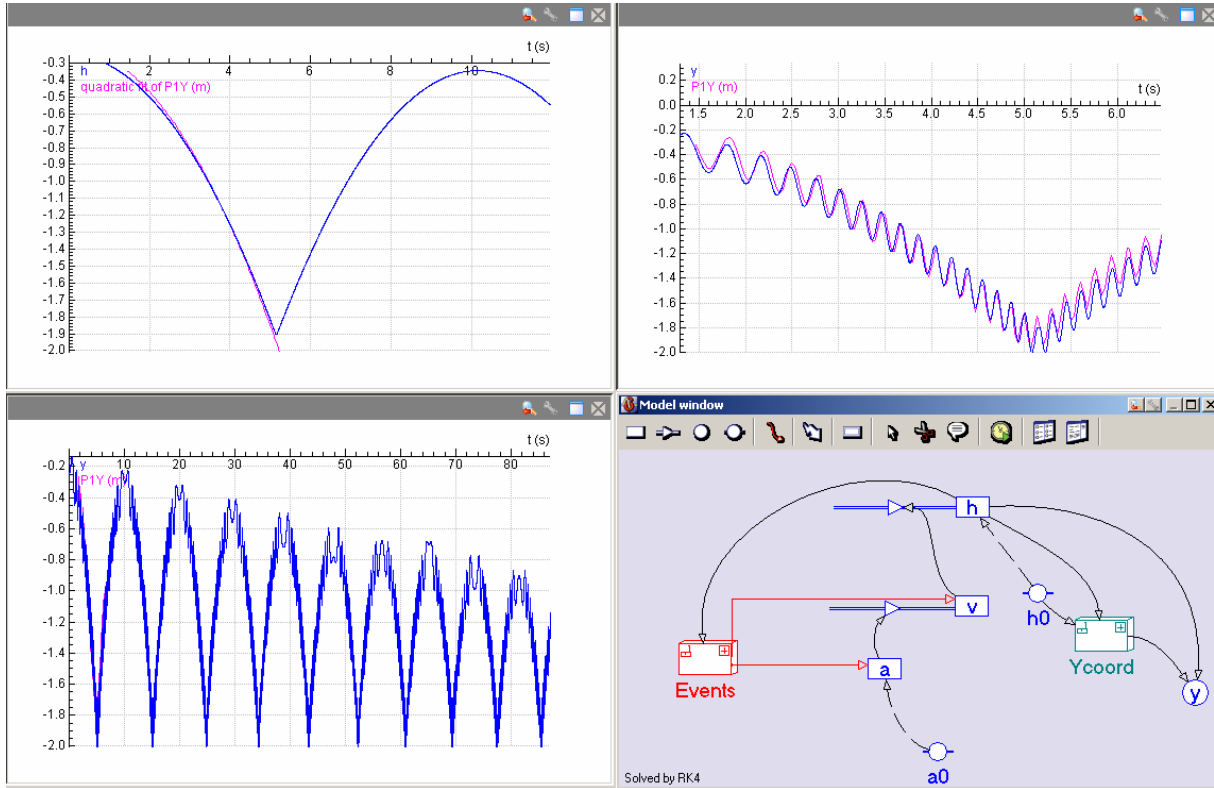 t (s)
-0.3 h 2 4 6 8 10
-0.4
quadratic fit of P1Y (m)
-0.5
-0.6
-0.7
-0.8
-0.9
-1.0
-1.1
-1.2
-1.3
-1.4
-1.5
-1.6
-1.7
-1.8
-1.9
-2.0
0.2 y
P1Y (m)
t (s)
0.0 1.5 2.0 2.5 3.0 3.5 4.0 4.5 5.0 5.5 6.0
-0.2
-0.4
-0.6
-0.8
-1.0
-1.2
-1.4
-1.6
-1.8
-2.0
t (s)
-0.2 y 10 20 30 40 50 60 70 80
P1Y (m)
-0.4
-0.6
-0.8
-1.0
-1.2
-1.4
-1.6
-1.8
-2.0
Model window
h
v
h0
a
Events
Ycoord
y
a0
Solved by RK4